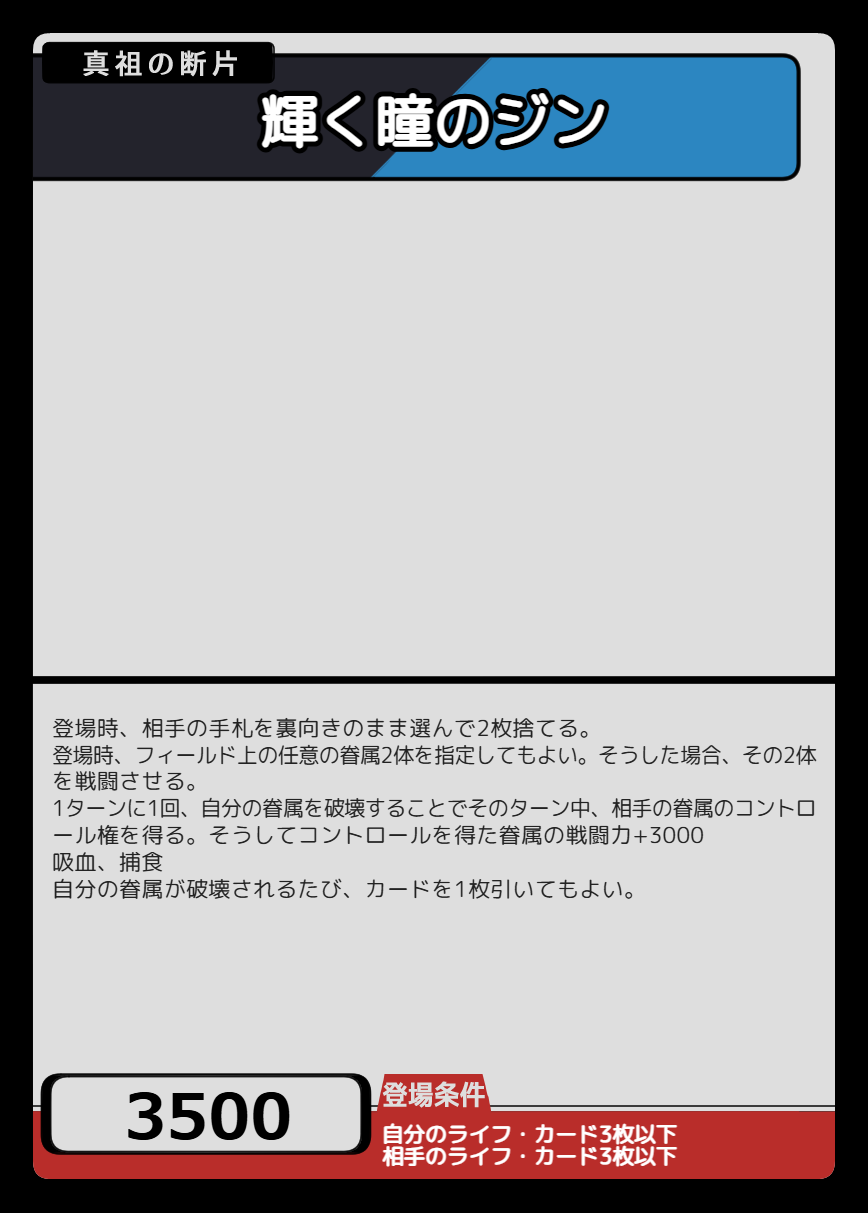 真祖の断片
輝く瞳のジン
登場時、相手の手札を裏向きのまま選んで2枚捨てる。
登場時、フィールド上の任意の眷属2体を指定してもよい。そうした場合、その2体
を戦闘させる。
1ターンに1回、自分の眷属を破壊することでそのターン中、相手の眷属のコントロ
ール権を得る。そうしてコントロールを得た眷属の戦闘力+3000
吸血、捕食
自分の眷属が破壊されるたび、カードを1枚引いてもよい。
3500
登場条件
自分のライフ・カード3枚以下
相手のライフ・カード3枚以下